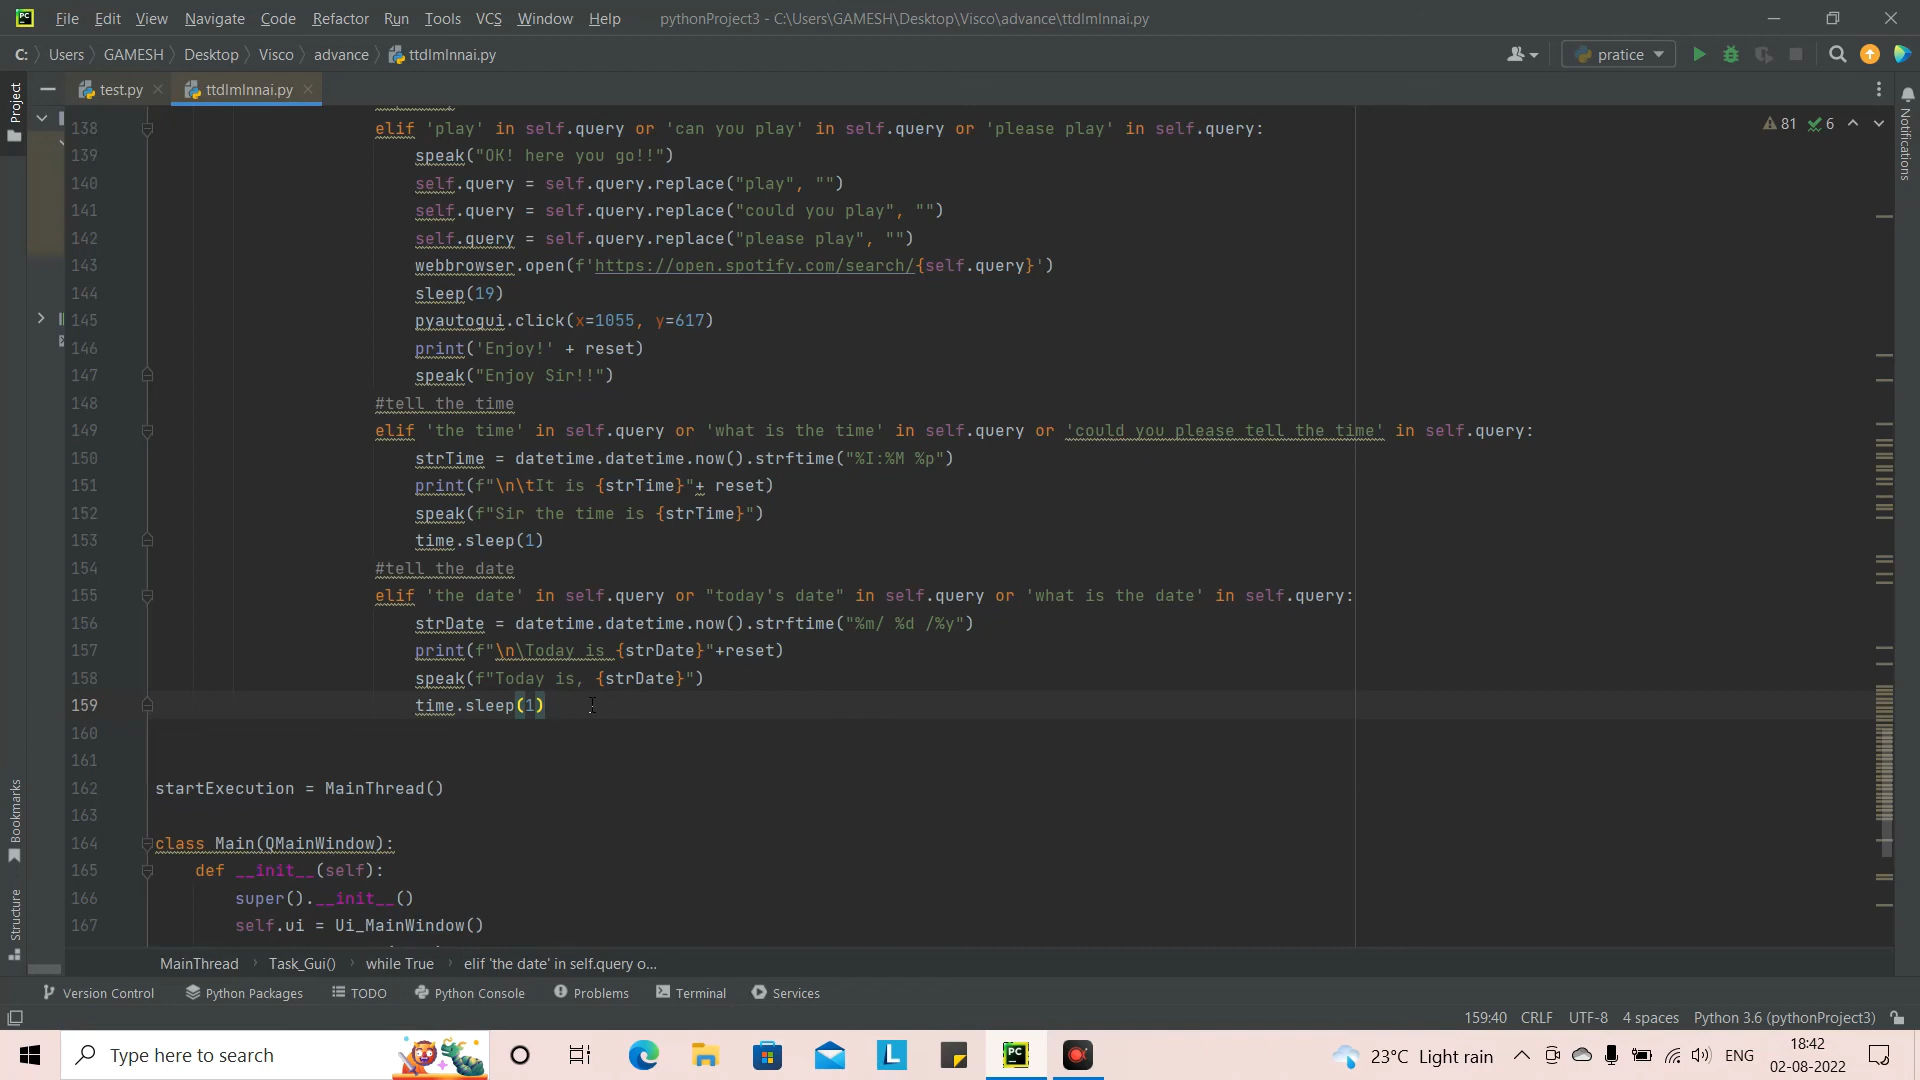 File Edit View Navigate Code Refactor Run Tools VCS Window Help pythonProject3 - C:\Users\GAMESH\Desktop\Visco\advance\ttdlmlnnai.py
C: Users GAMESH Desktop Visco advance ttdlmlnnai.py pratice
test.py ttdlmlnnai.py
Project
Notifications
81 6
138 elif 'play' in self.query or 'can you play' in self.query or 'please play' in self.query:
139 speak("OK! here you go!!")
140 self.query = self.query.replace("play", "")
141 self.query = self.query.replace("could you play", "")
142 self.query = self.query.replace("please play", "")
143 webbrowser.open(f'https://open.spotify.com/search/{self.query}')
144 sleep(19)
145 pyautogui.click(x=1055, y=617)
146 print('Enjoy!' + reset)
147 speak("Enjoy Sir!!")
148 #tell the time
149 elif 'the time' in self.query or 'what is the time' in self.query or 'could you please tell the time' in self.query:
150 strTime = datetime.datetime.now().strftime("%I:%M %p")
151 print(f"\n\tIt is {strTime}"+ reset)
152 speak(f"Sir the time is {strTime}")
153 time.sleep(1)
154 #tell the date
155 elif 'the date' in self.query or "today's date" in self.query or 'what is the date' in self.query:
156 strDate = datetime.datetime.now().strftime("%m/ %d /%y")
157 print(f"\n\Today is {strDate}"+reset)
158 speak(f"Today is, {strDate}")
159 time.sleep(1)
160
161
162 startExecution = MainThread()
163
164 class Main(QMainWindow):
165 def __init__(self):
166 super().__init__()
167 self.ui = Ui_MainWindow()
Bookmarks
Structure
MainThread Task_Gui() while True elif 'the date' in self.query o...
Version Control Python Packages TODO Python Console Problems Terminal Services
159:40 CRLF UTF-8 4 spaces Python 3.6 (pythonProject3)
Type here to search 23°C Light rain ENG 18:42
02-08-2022